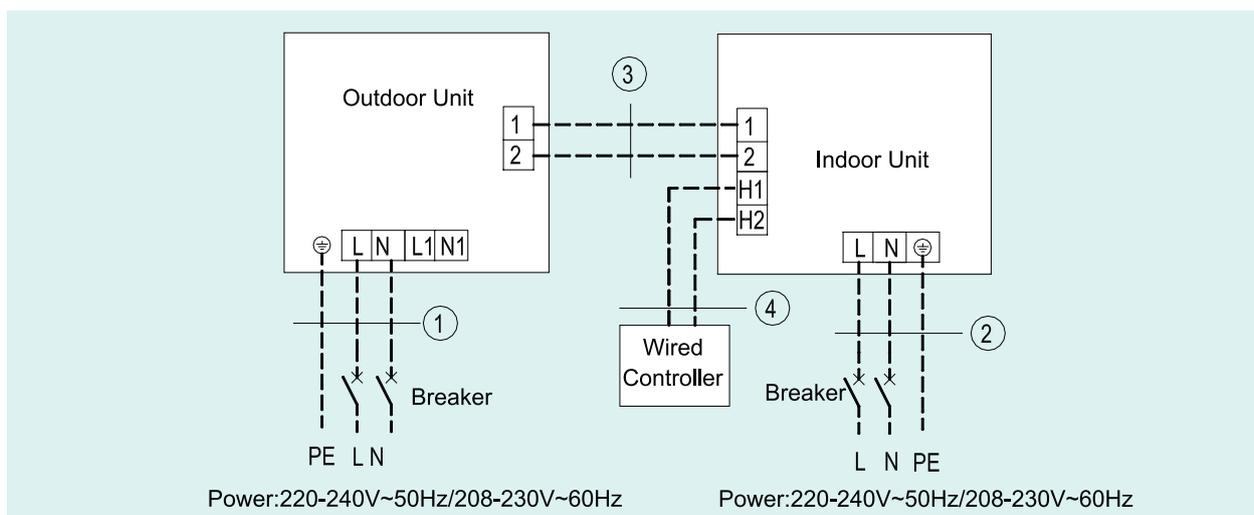 Outdoor Unit
1
2
L N L1 N1
3
1
2
H1
H2
Indoor Unit
L N
1
Breaker
PE L N
Power:220-240V~50Hz/208-230V~60Hz
4
Wired
Controller
2
Breaker
L N PE
Power:220-240V~50Hz/208-230V~60Hz